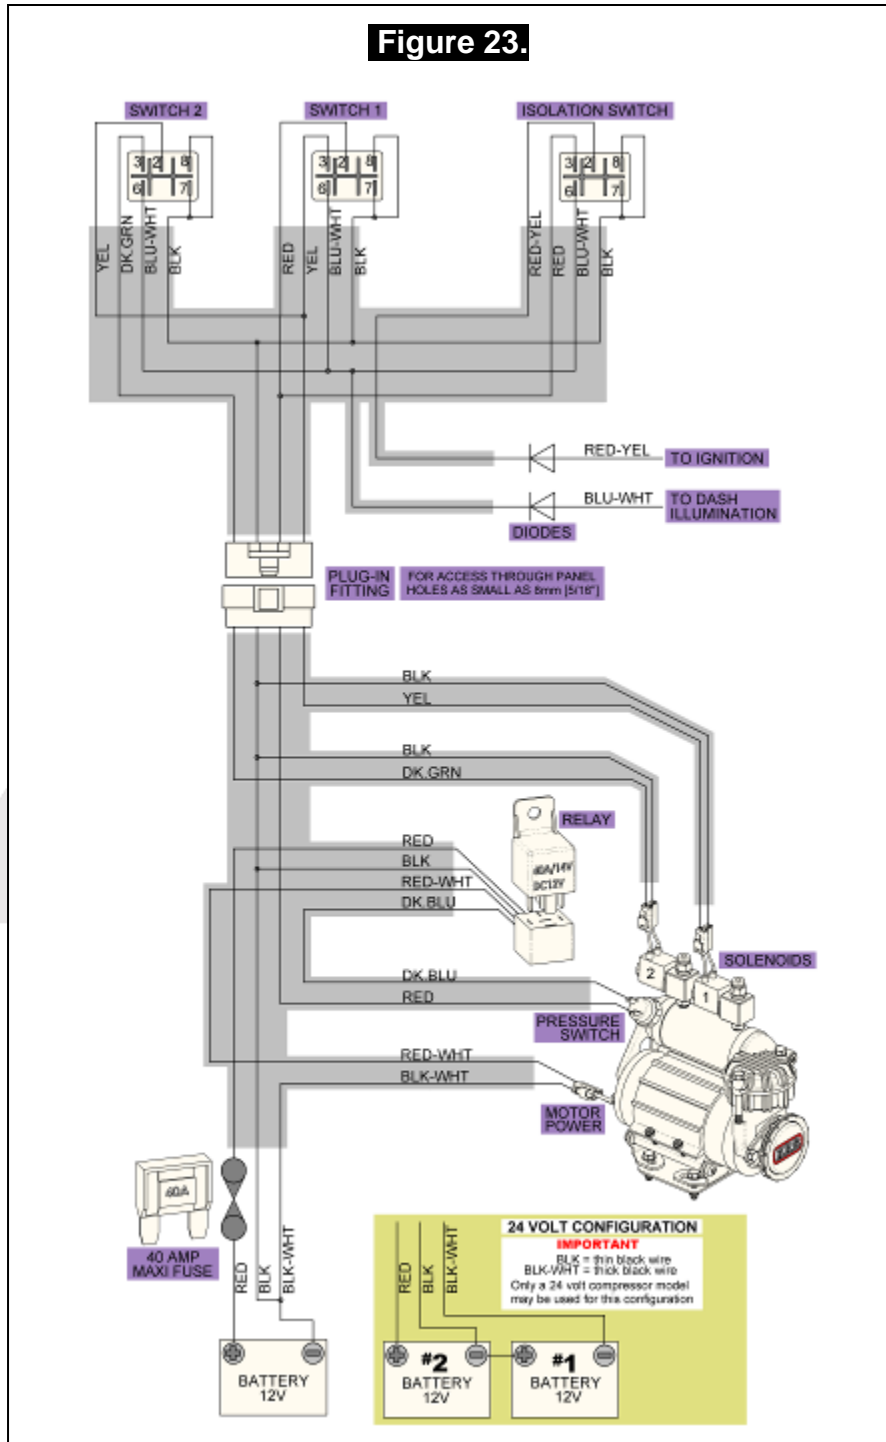 Figure 23.
SWITCH 2
SWITCH 1
ISOLATION SWITCH
3 2 8
6 7
3 2 8
6 7
3 2 8
6 7
YEL
DK.GRN
BLU-WHT
BLK
RED
YEL
BLU-WHT
BLK
RED-YEL
RED
BLU-WHT
BLK
RED-YEL
TO IGNITION
BLU-WHT
TO DASH
ILLUMINATION
DIODES
PLUG-IN
FITTING
FOR ACCESS THROUGH PANEL
HOLES AS SMALL AS 8mm [5/16"]
BLK
YEL
BLK
DK.GRN
RED
BLK
RED-WHT
DK.BLU
RELAY
40A/14V
DC12V
DK.BLU
RED
2
1
SOLENOIDS
PRESSURE
SWITCH
RED-WHT
BLK-WHT
MOTOR
POWER
ARB
40A
40 AMP
MAXI FUSE
RED
BLK
BLK-WHT
BATTERY
12V
24 VOLT CONFIGURATION
IMPORTANT
BLK = thin black wire
BLK-WHT = thick black wire
Only a 24 volt compressor model
may be used for this configuration
RED
BLK
BLK-WHT
#2
BATTERY
12V
#1
BATTERY
12V